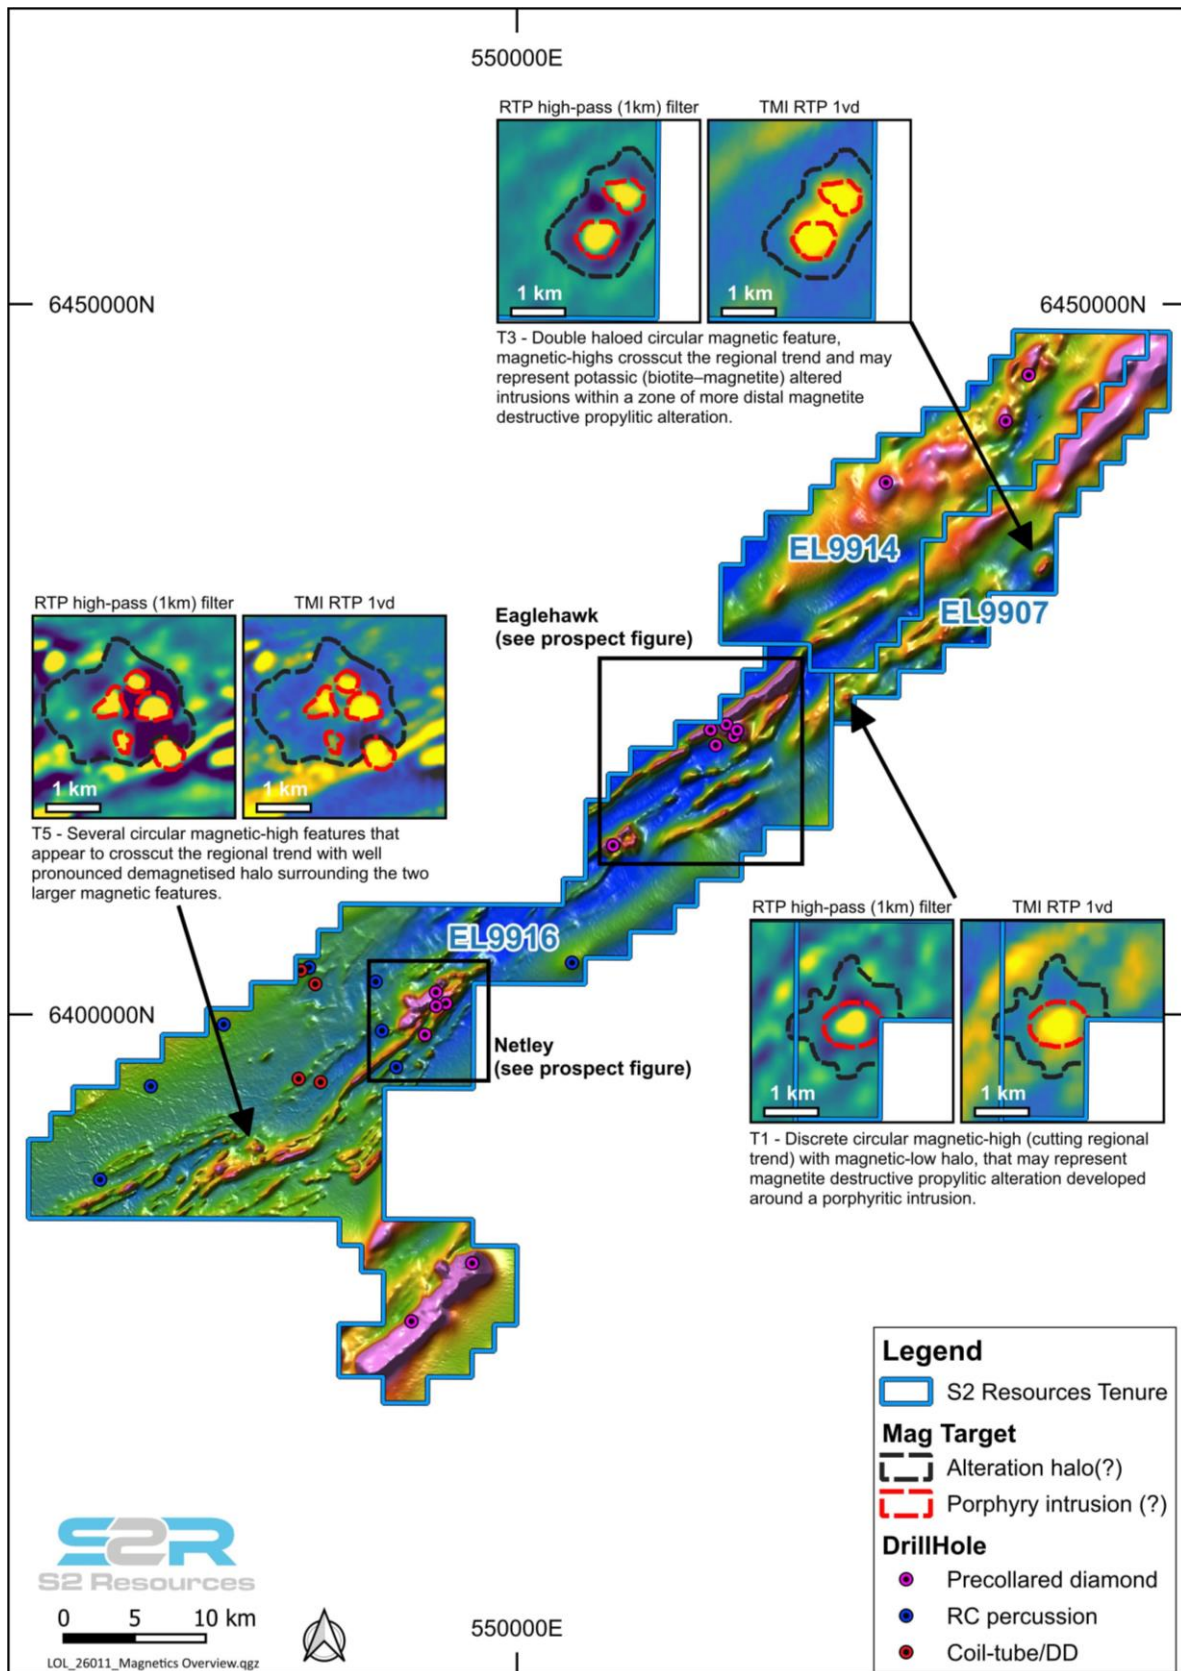 550000E
RTP high-pass (1km) filter
TMI RTP 1vd
1 km
1 km
6450000N
6450000N
T3 - Double haloed circular magnetic feature,
magnetic-highs crosscut the regional trend and may
represent potassic (biotite–magnetite) altered
intrusions within a zone of more distal magnetite
destructive propylitic alteration.
EL9914
EL9907
RTP high-pass (1km) filter
TMI RTP 1vd
1 km
1 km
T5 - Several circular magnetic-high features that
appear to crosscut the regional trend with well
pronounced demagnetised halo surrounding the two
larger magnetic features.
Eaglehawk
(see prospect figure)
EL9916
6400000N
Netley
(see prospect figure)
RTP high-pass (1km) filter
TMI RTP 1vd
1 km
1 km
T1 - Discrete circular magnetic-high (cutting regional
trend) with magnetic-low halo, that may represent
magnetite destructive propylitic alteration developed
around a porphyritic intrusion.
Legend
S2 Resources Tenure
Mag Target
Alteration halo(?)
Porphyry intrusion (?)
DrillHole
Precollared diamond
RC percussion
Coil-tube/DD
S2R
S2 Resources
0 5 10 km
LOL_26011_Magnetics Overview.qgz
550000E